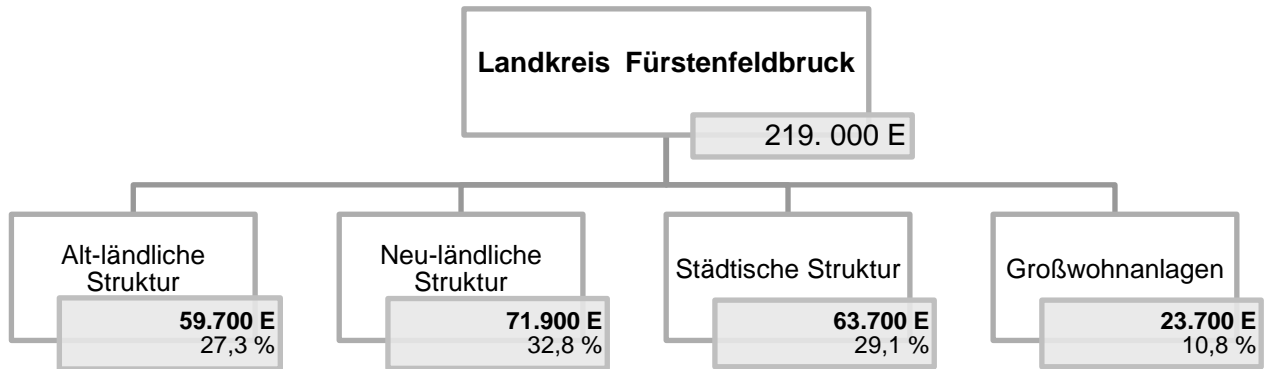 Landkreis Fürstenfeldbruck
219. 000 E
Alt-ländliche
Struktur
59.700 E
27,3 %
Neu-ländliche
Struktur
71.900 E
32,8 %
Städtische Struktur
63.700 E
29,1 %
Großwohnanlagen
23.700 E
10,8 %